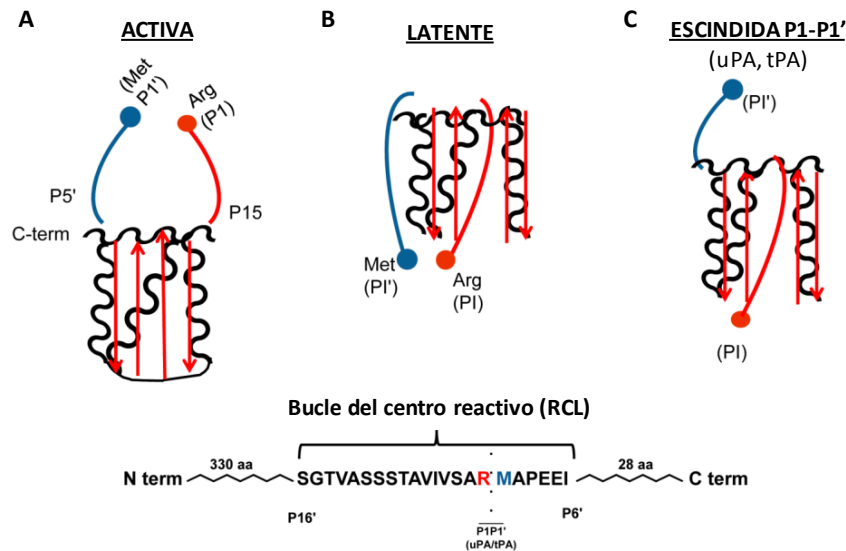 A
ACTIVA
(Met
P1')
Arg
(P1)
P5'
P15
C-term
B
LATENTE
Met
(PI')
Arg
(PI)
C
ESCINDIDA P1-P1’
(uPA, tPA)
(PI')
(PI)
Bucle del centro reactivo (RCL)
N term 330 aa SGTVASSSTAVIVSAR MAPEEI 28 aa C term
P16' P1P1' P6'
(uPA/tPA)